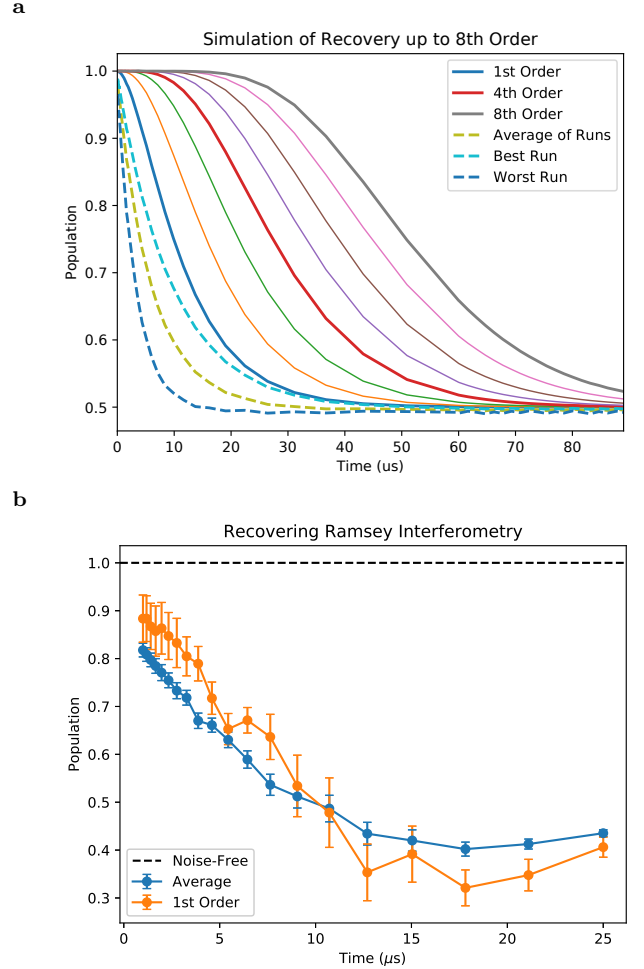 a
Simulation of Recovery up to 8th Order
1st Order
4th Order
8th Order
Average of Runs
Best Run
Worst Run
1.0
0.9
0.8
0.7
0.6
0.5
Population
0 10 20 30 40 50 60 70 80
Time (us)
b
Recovering Ramsey Interferometry
1.0
0.9
0.8
0.7
0.6
0.5
0.4
0.3
Population
Noise-Free
Average
1st Order
0 5 10 15 20 25
Time (μs)